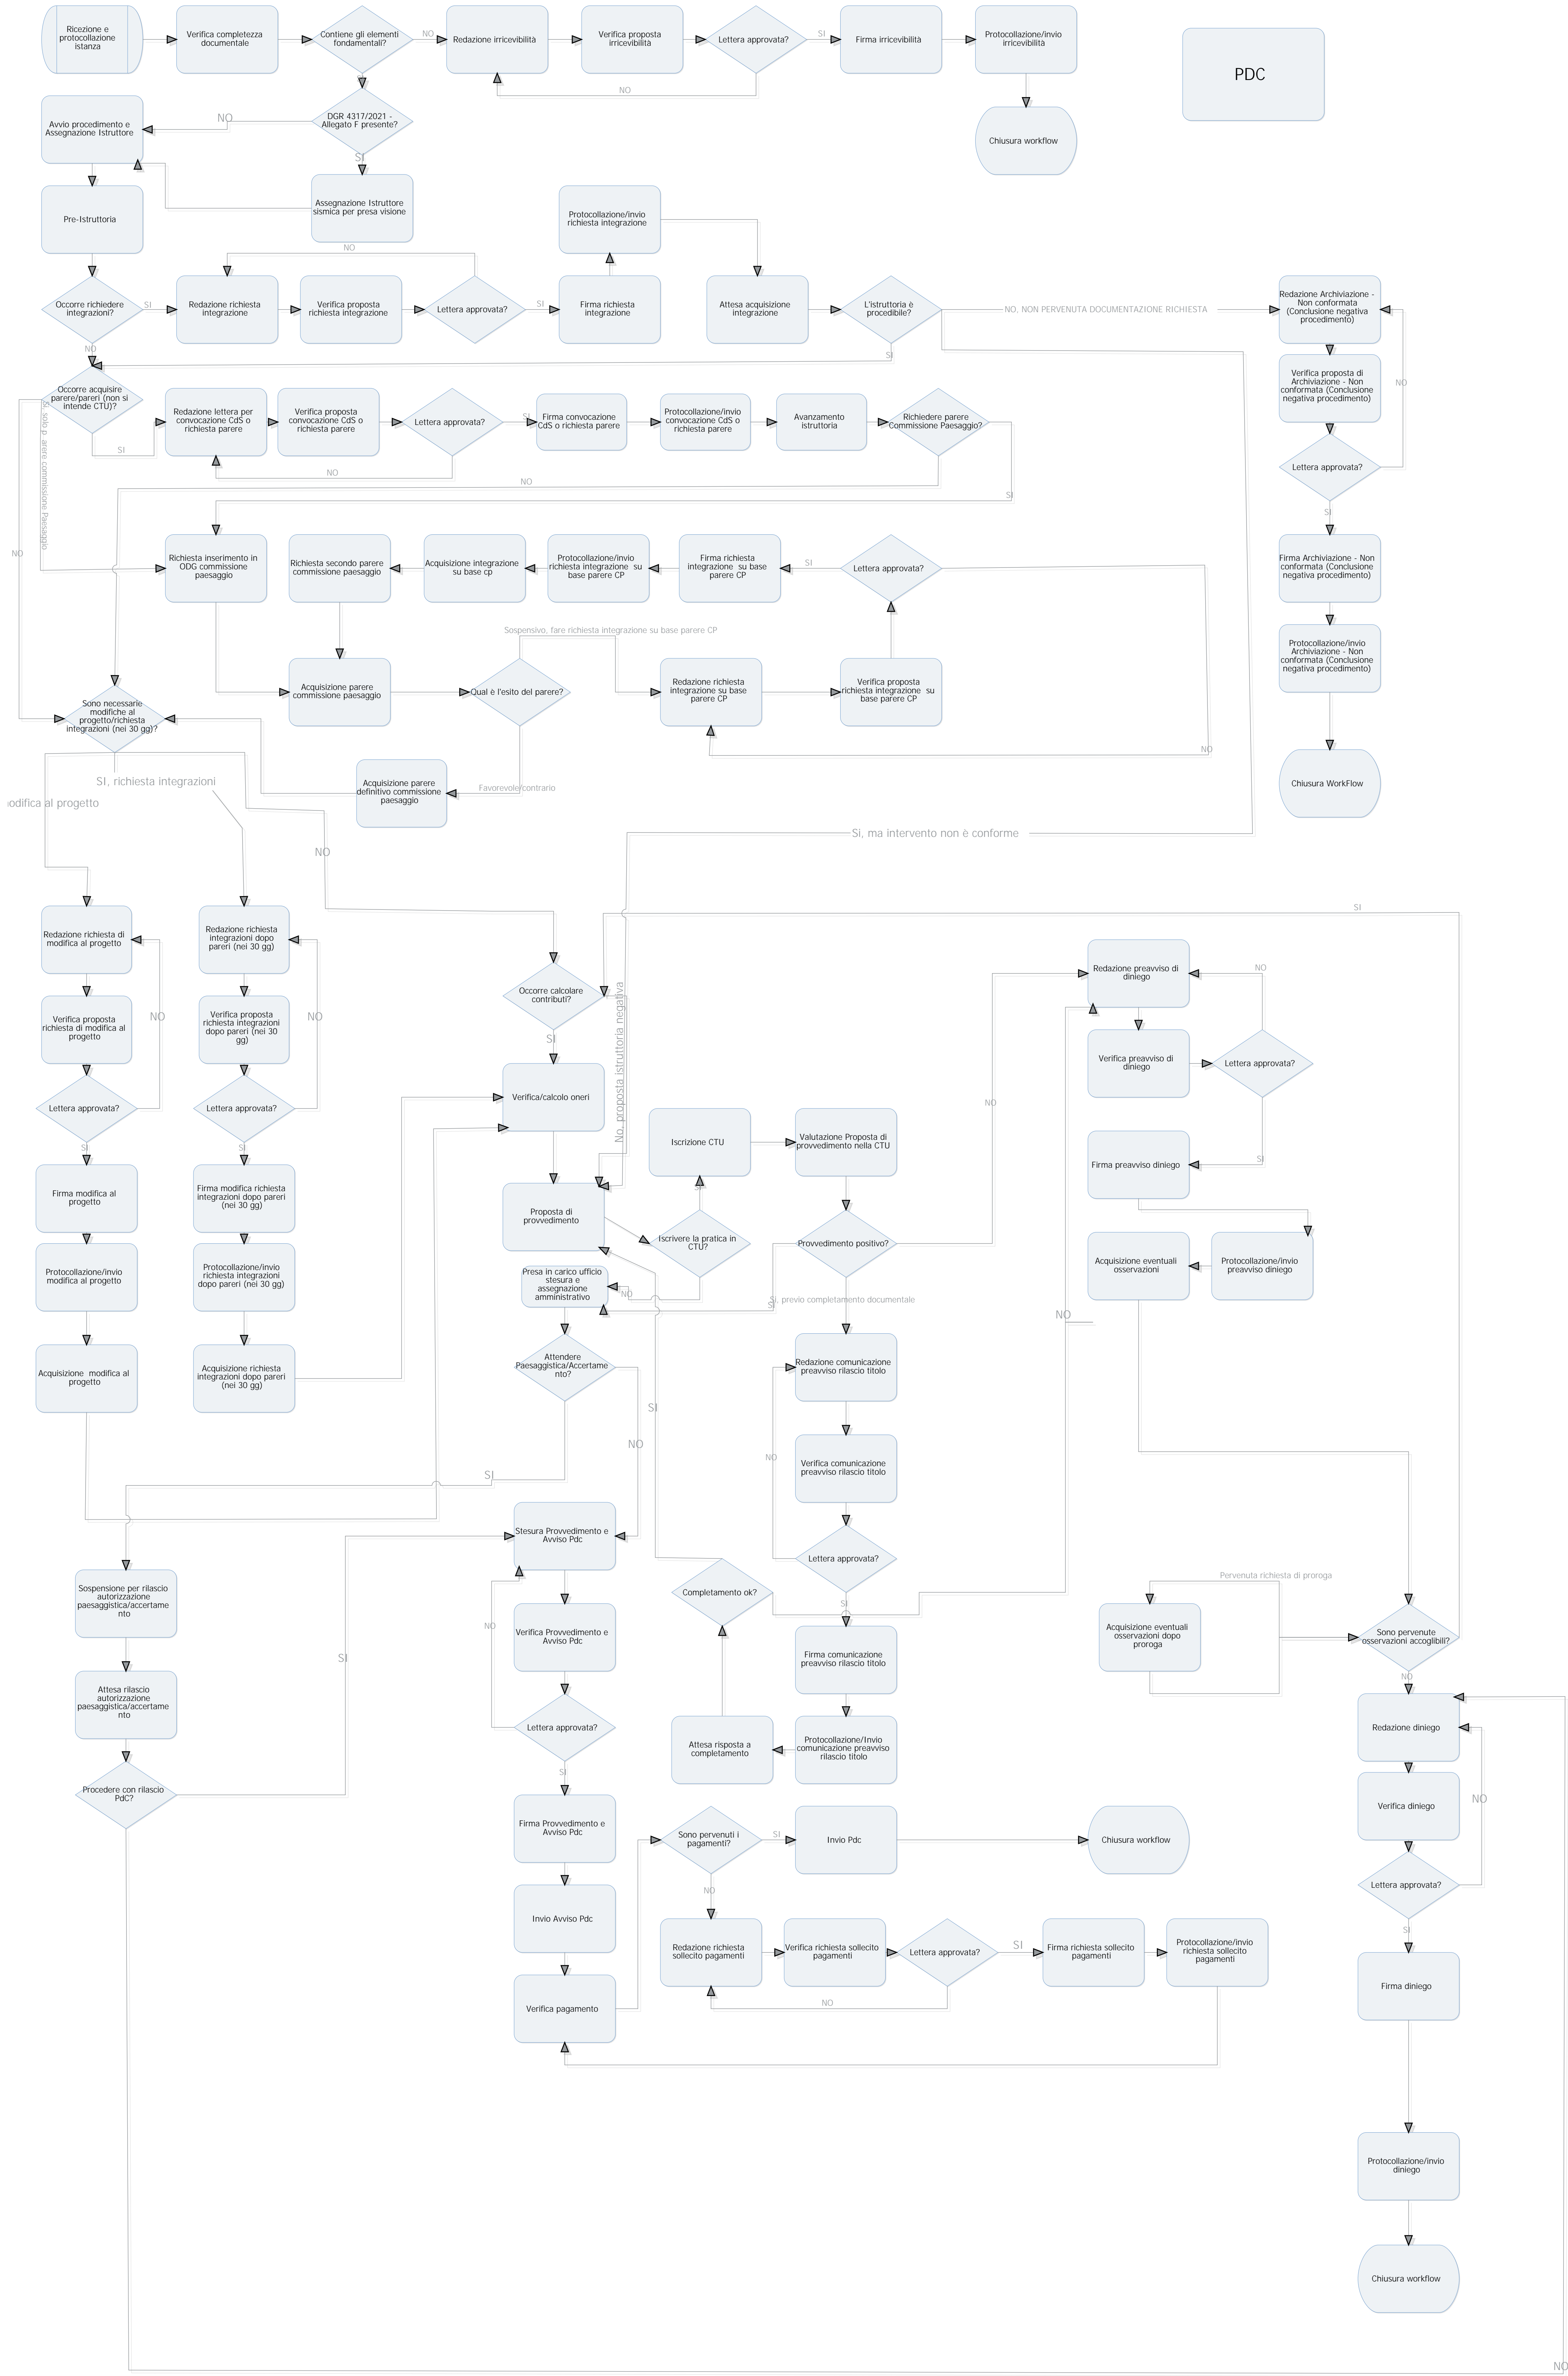 Ricezione e
protocollazione
istanza
Verifica completezza
documentale
Contiene gli elementi
fondamentali?
NO
Redazione irricevibilità
Verifica proposta
irricevibilità
Lettera approvata?
SI
Firma irricevibilità
Protocollazione/invio
irricevibilità
NO
PDC
Chiusura workflow
Avvio procedimento e
Assegnazione Istruttore
NO
DGR 4317/2021 -
Allegato F presente?
SI
Assegnazione Istruttore
sismica per presa visione
Pre-Istruttoria
Protocollazione/invio
richiesta integrazione
NO
Occorre richiedere
integrazioni?
SI
Redazione richiesta
integrazione
Verifica proposta
richiesta integrazione
Lettera approvata?
SI
Firma richiesta
integrazione
Attesa acquisizione
integrazione
L'istruttoria è
procedibile?
NO, NON PERVENUTA DOCUMENTAZIONE RICHIESTA
Redazione Archiviazione -
Non conformata
(Conclusione negativa
procedimento)
NO
SI
Verifica proposta di
Archiviazione - Non
conformata (Conclusione
negativa procedimento)
NO
Lettera approvata?
SI
Firma Archiviazione - Non
conformata (Conclusione
negativa procedimento)
Protocollazione/invio
Archiviazione - Non
conformata (Conclusione
negativa procedimento)
Chiusura WorkFlow
Occorre acquisire
parere/pareri (non si
intende CTU)?
SI
Redazione lettera per
convocazione CdS o
richiesta parere
Verifica proposta
convocazione CdS o
richiesta parere
Lettera approvata?
SI
Firma convocazione
CdS o richiesta parere
Protocollazione/invio
convocazione CdS o
richiesta parere
Avanzamento
istruttoria
Richiedere parere
Commissione Paesaggio?
NO
NO
SI
solo p arere commissione Paesaggio
NO
Richiesta inserimento in
ODG commissione
paesaggio
Richiesta secondo parere
commissione paesaggio
Acquisizione integrazione
su base cp
Protocollazione/invio
richiesta integrazione su
base parere CP
Firma richiesta
integrazione su base
parere CP
SI
Lettera approvata?
Sospensivo, fare richiesta integrazione su base parere CP
Acquisizione parere
commissione paesaggio
Qual è l'esito del parere?
Redazione richiesta
integrazione su base
parere CP
Verifica proposta
richiesta integrazione su
base parere CP
NO
Sono necessarie
modifiche al
progetto/richiesta
integrazioni (nei 30 gg)?
Acquisizione parere
definitivo commissione
paesaggio
Favorevole/contrario
SI, richiesta integrazioni
odifica al progetto
NO
Si, ma intervento non è conforme
SI
Redazione richiesta di
modifica al progetto
Verifica proposta
richiesta di modifica al
progetto
NO
Lettera approvata?
SI
Firma modifica al
progetto
Protocollazione/invio
modifica al progetto
Acquisizione modifica al
progetto
Redazione richiesta
integrazioni dopo
pareri (nei 30 gg)
Verifica proposta
richiesta integrazioni
dopo pareri (nei 30
gg)
NO
Lettera approvata?
SI
Firma modifica richiesta
integrazioni dopo pareri
(nei 30 gg)
Protocollazione/invio
richiesta integrazioni
dopo pareri (nei 30 gg)
Acquisizione richiesta
integrazioni dopo pareri
(nei 30 gg)
Occorre calcolare
contributi?
SI
No, proposta istruttoria negativa
Verifica/calcolo oneri
Proposta di
provvedimento
Iscrizione CTU
Valutazione Proposta di
provvedimento nella CTU
Iscrivere la pratica in
CTU?
NO
Presa in carico ufficio
stesura e
assegnazione
amministrativo
Provvedimento positivo?
NO
SI
Sì, previo completamento documentale
Redazione preavviso di
diniego
NO
Verifica preavviso di
diniego
Lettera approvata?
SI
Firma preavviso diniego
Acquisizione eventuali
osservazioni
Protocollazione/invio
preavviso diniego
NO
Attendere
Paesaggistica/Accertame
nto?
SI
NO
SI
Redazione comunicazione
preavviso rilascio titolo
Verifica comunicazione
preavviso rilascio titolo
NO
Lettera approvata?
SI
Completamento ok?
Firma comunicazione
preavviso rilascio titolo
Attesa risposta a
completamento
Protocollazione/Invio
comunicazione preavviso
rilascio titolo
Stesura Provvedimento e
Avviso Pdc
NO
Verifica Provvedimento e
Avviso Pdc
Lettera approvata?
SI
Firma Provvedimento e
Avviso Pdc
Invio Avviso Pdc
Verifica pagamento
Sospensione per rilascio
autorizzazione
paesaggistica/accertame
nto
Attesa rilascio
autorizzazione
paesaggistica/accertame
nto
SI
Procedere con rilascio
PdC?
Pervenuta richiesta di proroga
Acquisizione eventuali
osservazioni dopo
proroga
Sono pervenute
osservazioni accoglibili?
NO
Redazione diniego
Verifica diniego
NO
Lettera approvata?
SI
Firma diniego
Protocollazione/invio
diniego
Chiusura workflow
Sono pervenuti i
pagamenti?
SI
Invio Pdc
Chiusura workflow
NO
Redazione richiesta
sollecito pagamenti
Verifica richiesta sollecito
pagamenti
Lettera approvata?
SI
Firma richiesta sollecito
pagamenti
Protocollazione/invio
richiesta sollecito
pagamenti
NO
NO